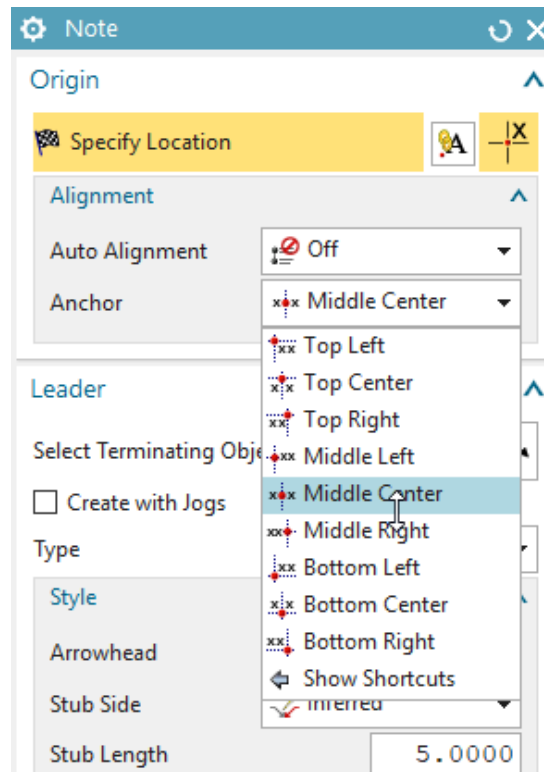 Note
Origin
Specify Location
Alignment
Auto Alignment Off
Anchor Middle Center
Top Left
Top Center
Top Right
Leader
Middle Left
Select Terminating Obje
Middle Center
Create with Jogs
Middle Right
Type
Bottom Left
Style
Bottom Center
Bottom Right
Arrowhead
Show Shortcuts
Stub Side Inferred
Stub Length 5.0000